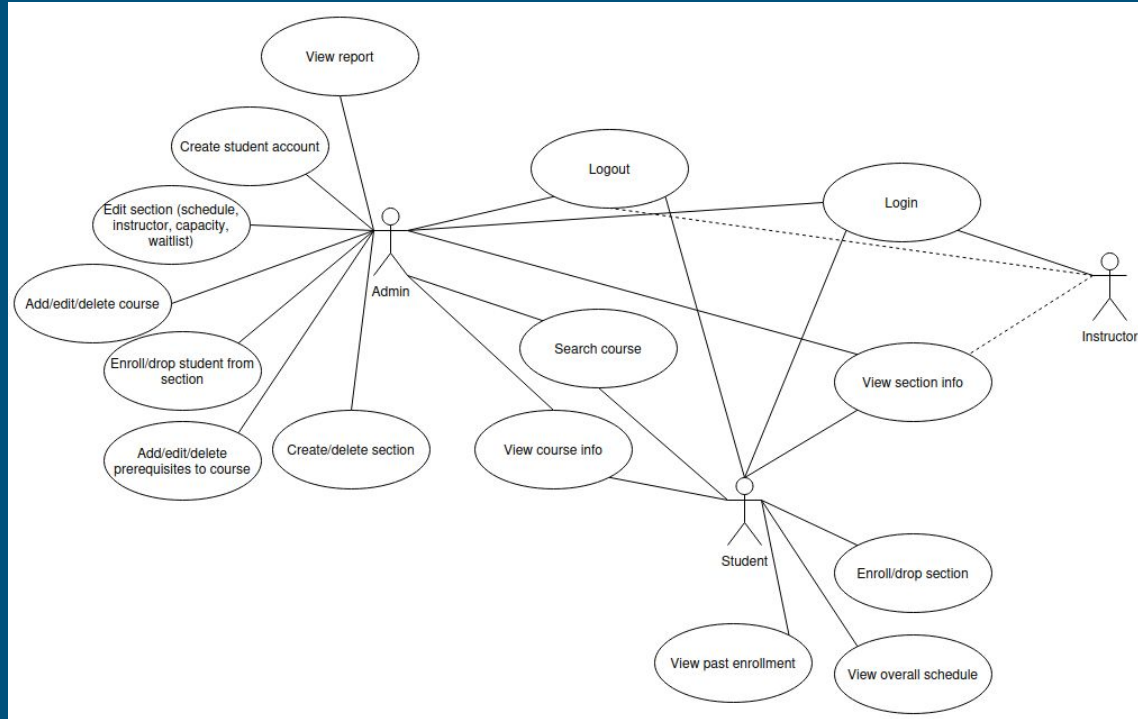 View report
Create student account
Logout
Login
Edit section (schedule,
instructor, capacity,
waitlist)
Admin
Instructor
Add/edit/delete course
Search course
Enroll/drop student from
section
View section info
Add/edit/delete
prerequisites to course
Create/delete section
View course info
Student
Enroll/drop section
View past enrollment
View overall schedule